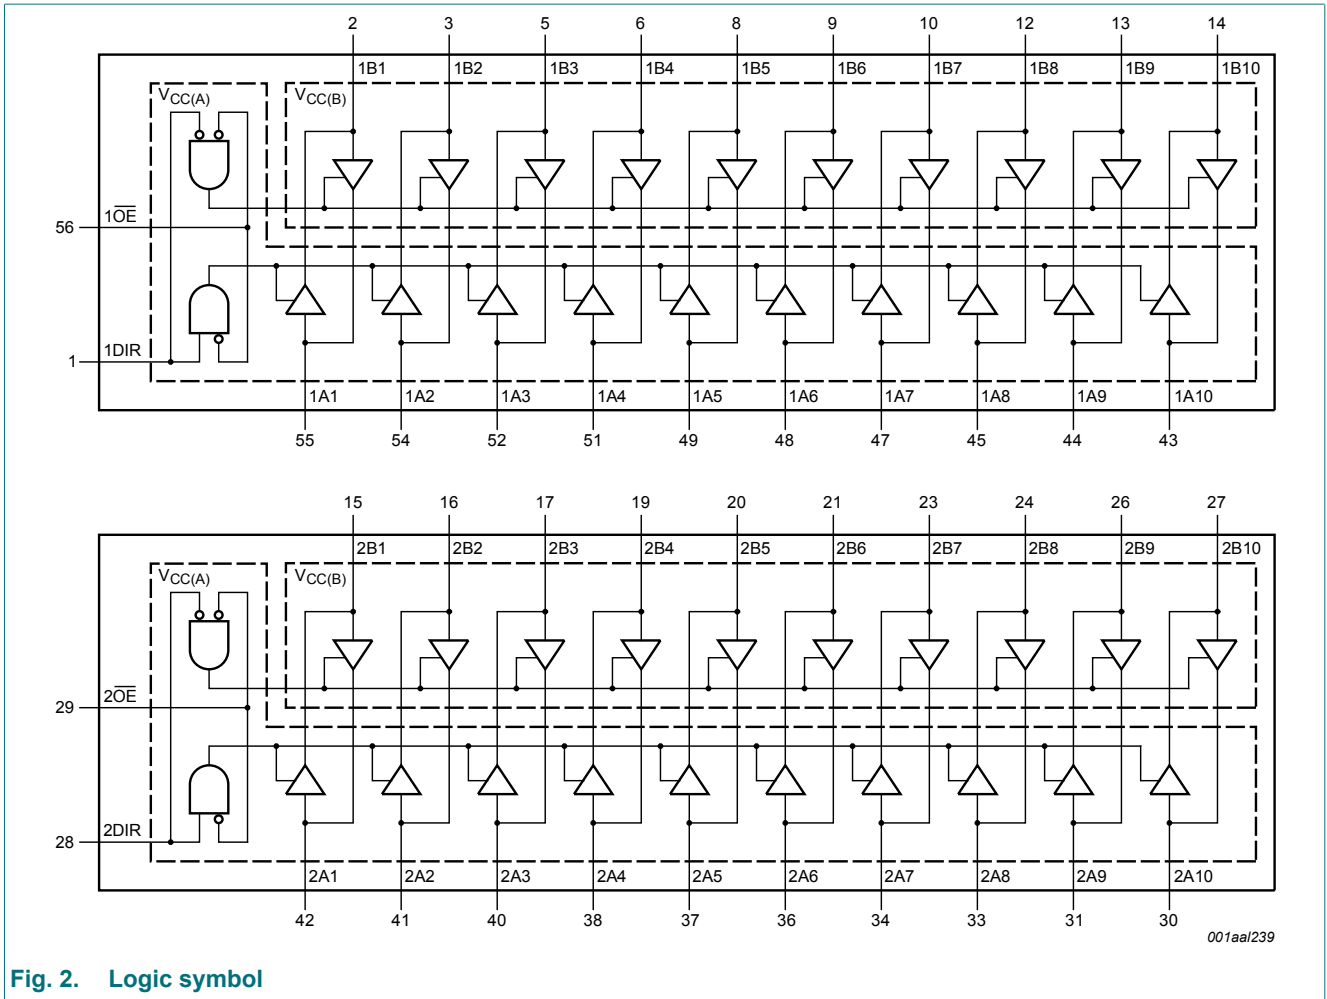 2 3 5 6 8 9 10 12 13 14
1B1 1B2 1B3 1B4 1B5 1B6 1B7 1B8 1B9 1B10
VCC(A) VCC(B)
56 1O̅E̅
1 1DIR
1A1 1A2 1A3 1A4 1A5 1A6 1A7 1A8 1A9 1A10
55 54 52 51 49 48 47 45 44 43
15 16 17 19 20 21 23 24 26 27
2B1 2B2 2B3 2B4 2B5 2B6 2B7 2B8 2B9 2B10
VCC(A) VCC(B)
29 2O̅E̅
28 2DIR
2A1 2A2 2A3 2A4 2A5 2A6 2A7 2A8 2A9 2A10
42 41 40 38 37 36 34 33 31 30
001aal239
Fig. 2. Logic symbol